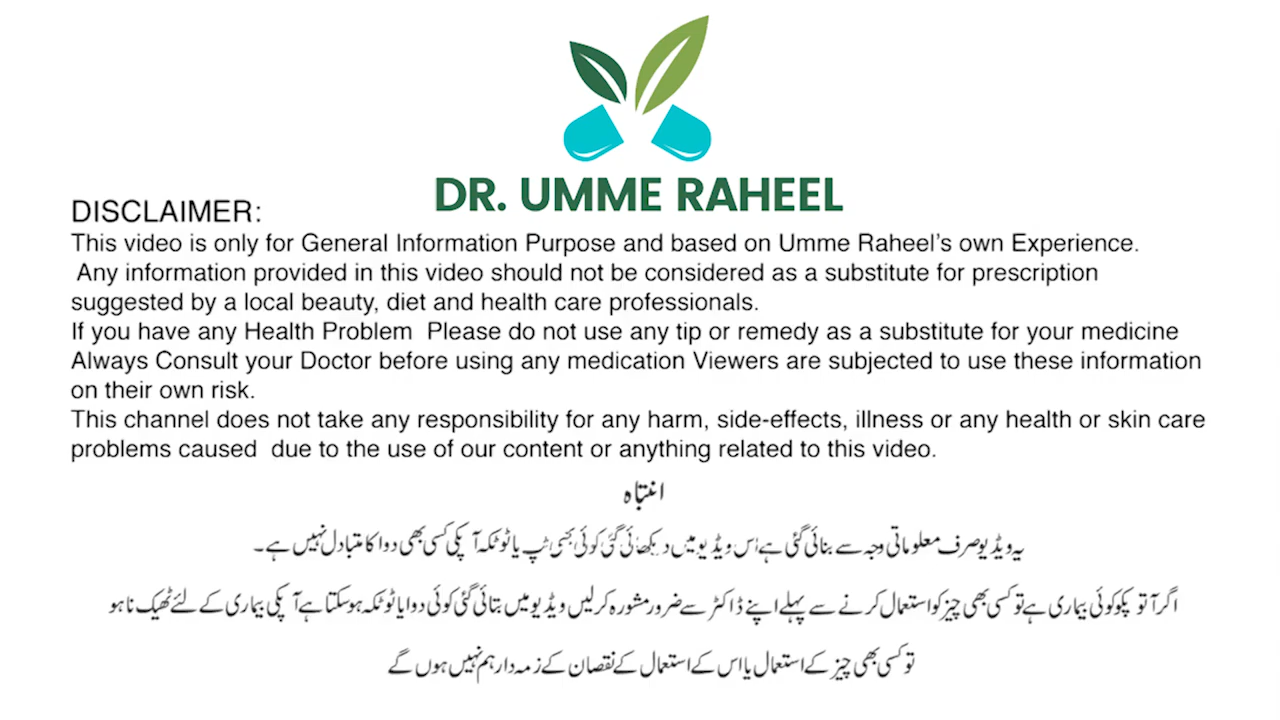 DR. UMME RAHEEL
DISCLAIMER:
This video is only for General Information Purpose and based on Umme Raheel's own Experience.
Any information provided in this video should not be considered as a substitute for prescription
suggested by a local beauty, diet and health care professionals.
If you have any Health Problem Please do not use any tip or remedy as a substitute for your medicine
Always Consult your Doctor before using any medication Viewers are subjected to use these information
on their own risk.
This channel does not take any responsibility for any harm, side-effects, illness or any health or skin care
problems caused due to the use of our content or anything related to this video.
انتباہ
یہ ویڈیو صرف معلوماتی وجہ سے بنائی گئی ہے اس ویڈیو میں دیکھائی گئی کوئی بھی ٹپ یا ٹوٹکہ آپکی کسی بھی دوا کا متبادل نہیں ہے۔
اگر آ تو پکو کوئی بیماری ہے تو کسی بھی چیز کو استعمال کرنے سے پہلے اپنے ڈاکٹر سے ضرور مشورہ کر لیں ویڈیو میں بتائی گئی کوئی دوا یا ٹوٹکہ ہو سکتا ہے آپکی بیماری کے لئے ٹھیک نا ہو
تو کسی بھی چیز کے استعمال یا اس کے استعمال کے نقصان کے زمہ دار ہم نہیں ہوں گے